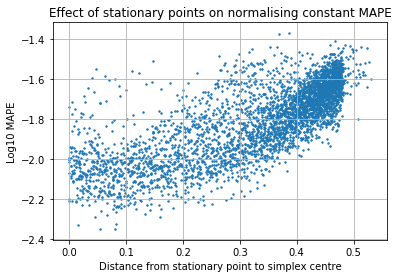 Effect of stationary points on normalising constant MAPE
−1.4
−1.6
−1.8
−2.0
−2.2
−2.4
Log10 MAPE
0.0 0.1 0.2 0.3 0.4 0.5
Distance from stationary point to simplex centre